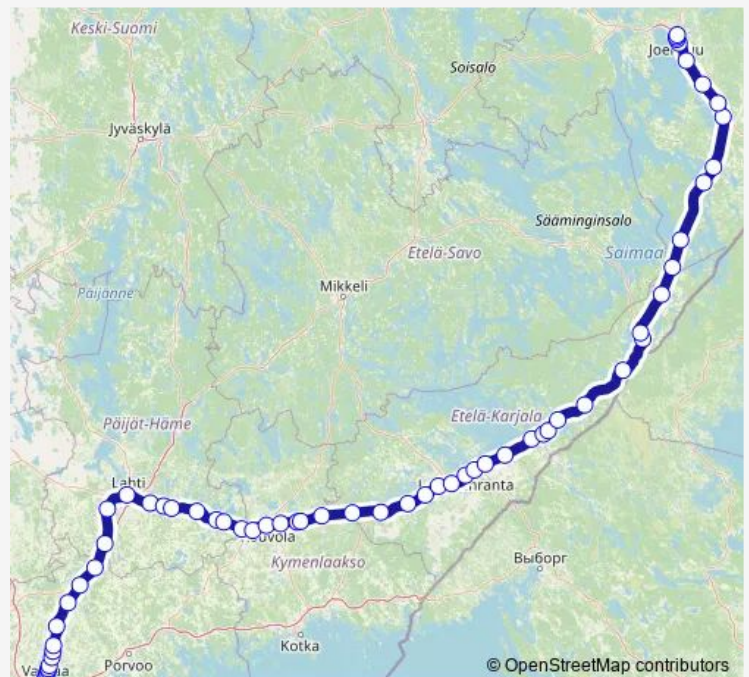 Keski-Suomi
Soisalo
Jyväskylä
Sääminginsalo
Etelä-Savo
Saimaa
Mikkeli
Päijänne
Etelä-Karjala
Päijät-Häme
Lahti
Kymenlaakso
Выборг
Kotka
Porvoo
© OpenStreetMap contributors